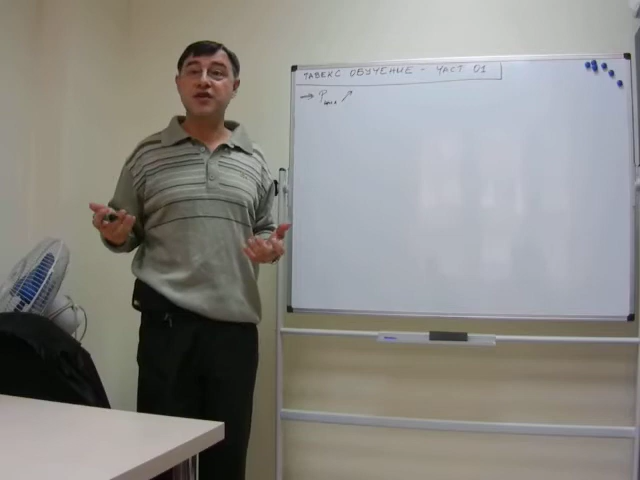 ТАВЕКС ОБУЧЕНИЕ - ЧАСТ 01
→ P ↗